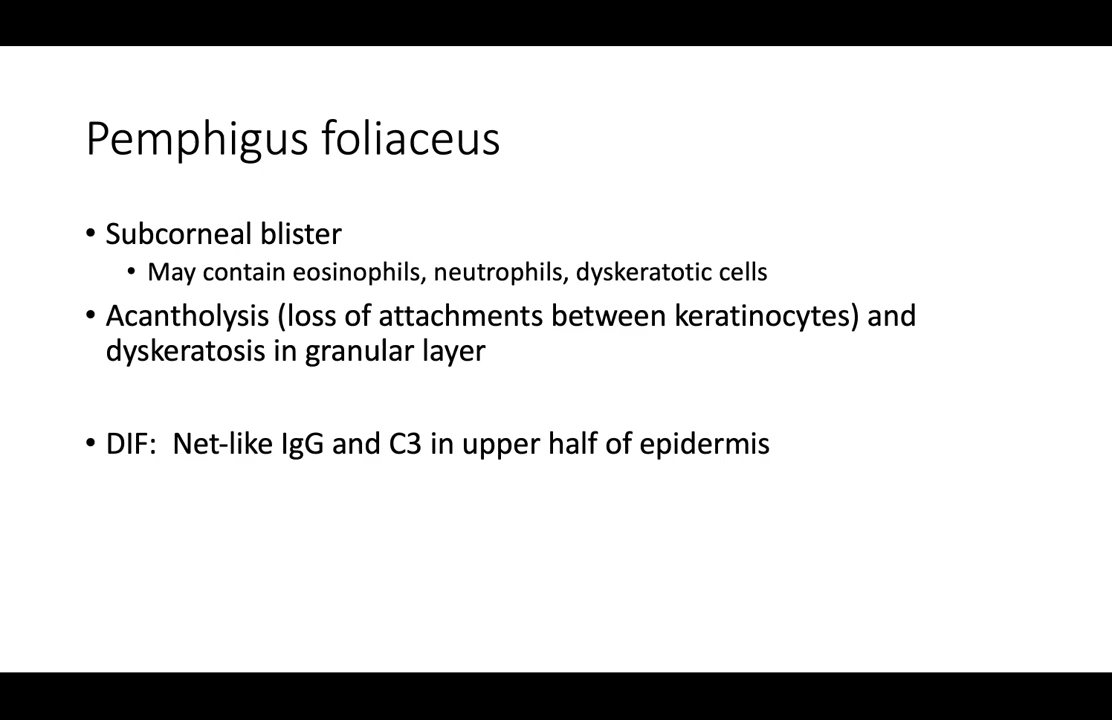 Pemphigus foliaceus
• Subcorneal blister
• May contain eosinophils, neutrophils, dyskeratotic cells
• Acantholysis (loss of attachments between keratinocytes) and
dyskeratosis in granular layer
• DIF:  Net-like IgG and C3 in upper half of epidermis